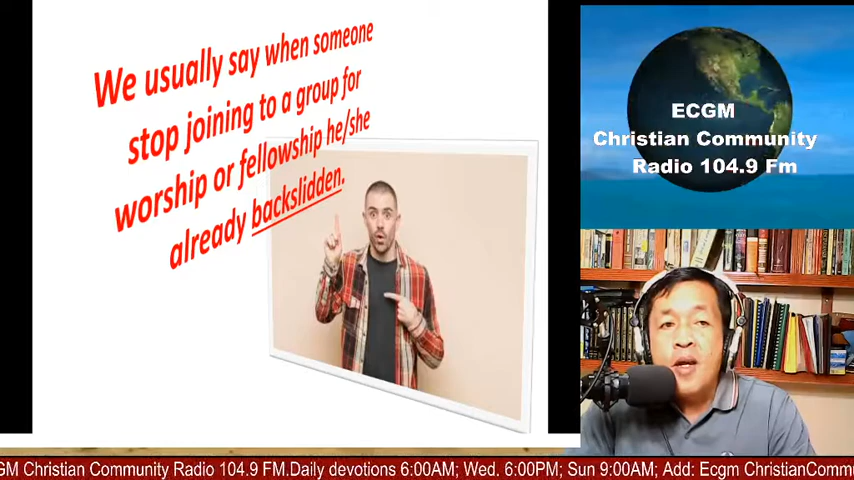 We usually say when someone
stop joining to a group for
worship or fellowship he/she
already backslidden.
ECGM
Christian Community
Radio 104.9 Fm
GM Christian Community Radio 104.9 FM.Daily devotions 6:00AM; Wed. 6:00PM; Sun 9:00AM; Add: Ecgm ChristianCommu